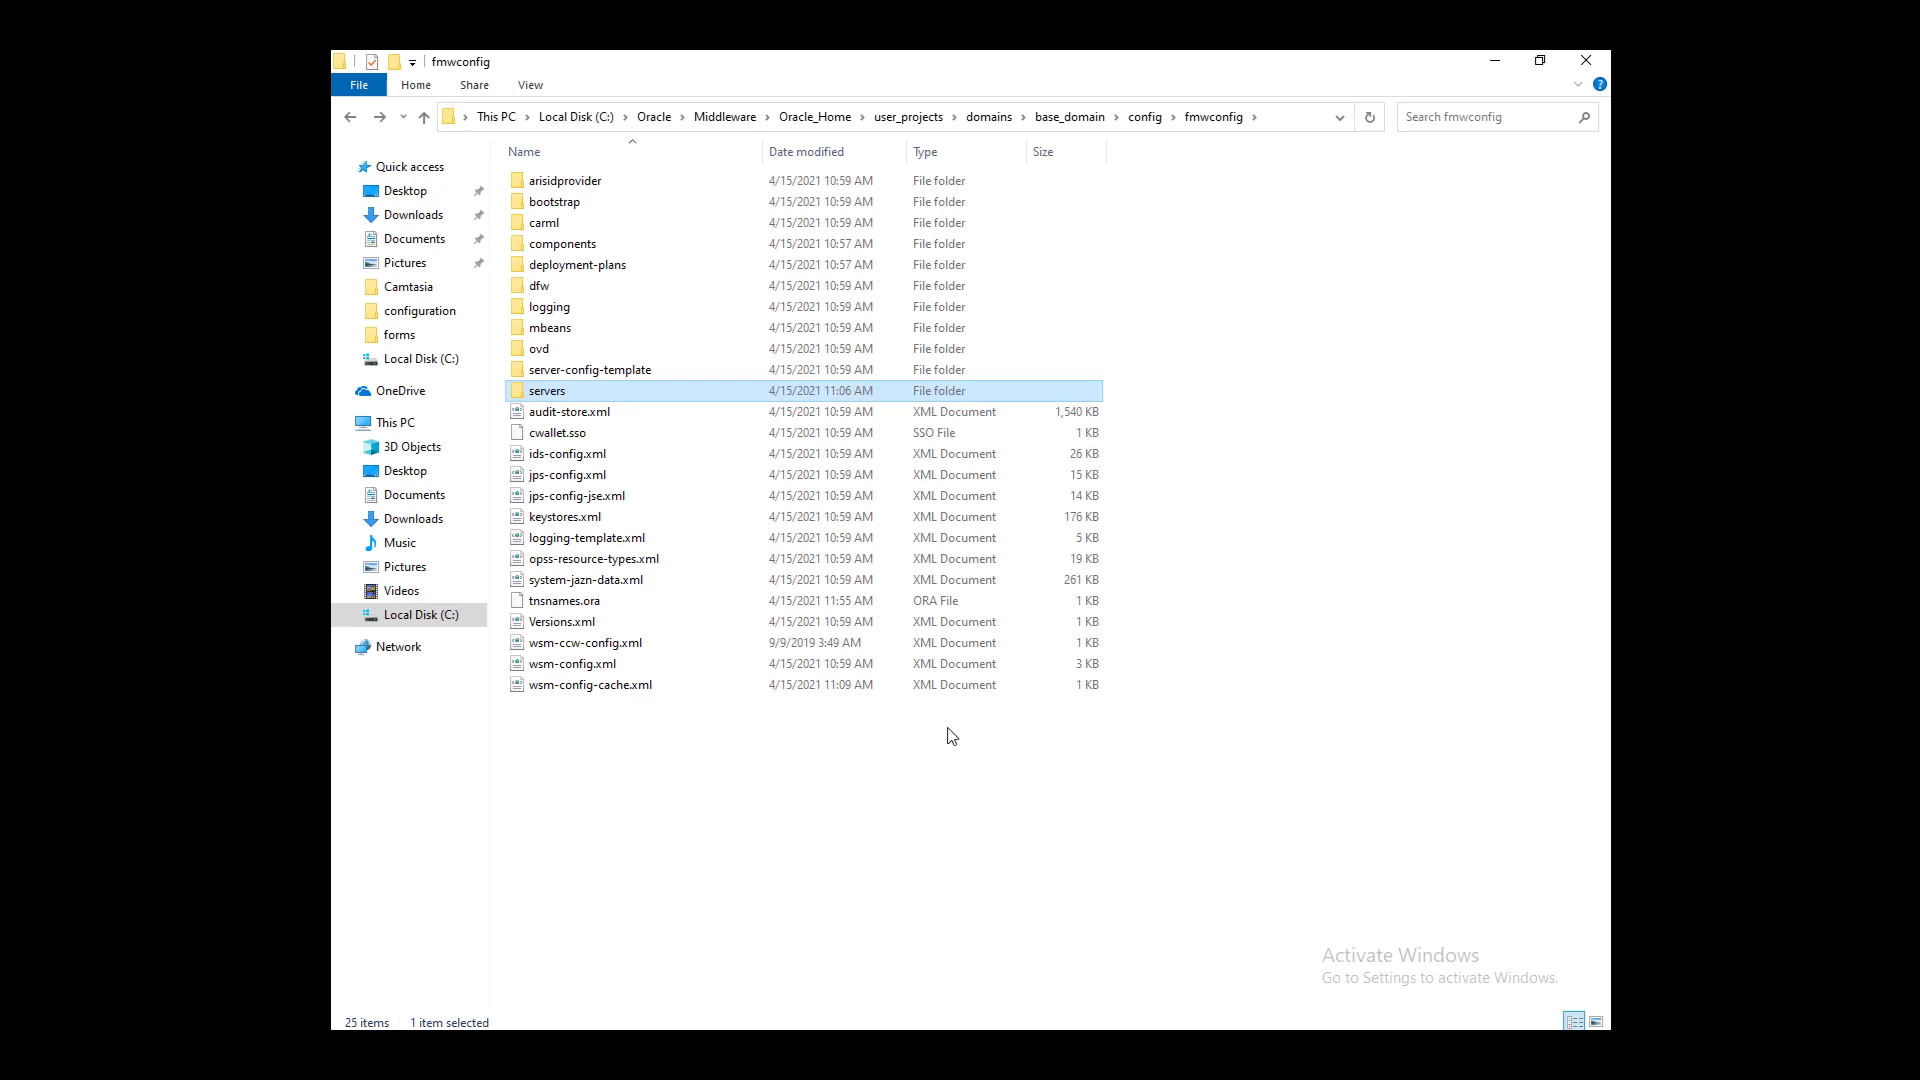 fmwconfig
File Home Share View
This PC Local Disk (C:) Oracle Middleware Oracle_Home user_projects domains base_domain config fmwconfig Search fmwconfig
Name Date modified Type Size
Quick access
Desktop
Downloads
Documents
Pictures
Camtasia
configuration
forms
Local Disk (C:)
OneDrive
This PC
3D Objects
Desktop
Documents
Downloads
Music
Pictures
Videos
Local Disk (C:)
Network
arisidprovider 4/15/2021 10:59 AM File folder
bootstrap 4/15/2021 10:59 AM File folder
carml 4/15/2021 10:59 AM File folder
components 4/15/2021 10:57 AM File folder
deployment-plans 4/15/2021 10:57 AM File folder
dfw 4/15/2021 10:59 AM File folder
logging 4/15/2021 10:59 AM File folder
mbeans 4/15/2021 10:59 AM File folder
ovd 4/15/2021 10:59 AM File folder
server-config-template 4/15/2021 10:59 AM File folder
servers 4/15/2021 11:06 AM File folder
audit-store.xml 4/15/2021 10:59 AM XML Document 1,540 KB
cwallet.sso 4/15/2021 10:59 AM SSO File 1 KB
ids-config.xml 4/15/2021 10:59 AM XML Document 26 KB
jps-config.xml 4/15/2021 10:59 AM XML Document 15 KB
jps-config-jse.xml 4/15/2021 10:59 AM XML Document 14 KB
keystores.xml 4/15/2021 10:59 AM XML Document 176 KB
logging-template.xml 4/15/2021 10:59 AM XML Document 5 KB
opss-resource-types.xml 4/15/2021 10:59 AM XML Document 19 KB
system-jazn-data.xml 4/15/2021 10:59 AM XML Document 261 KB
tnsnames.ora 4/15/2021 11:55 AM ORA File 1 KB
Versions.xml 4/15/2021 10:59 AM XML Document 1 KB
wsm-ccw-config.xml 9/9/2019 3:49 AM XML Document 1 KB
wsm-config.xml 4/15/2021 10:59 AM XML Document 3 KB
wsm-config-cache.xml 4/15/2021 11:09 AM XML Document 1 KB
Activate Windows
Go to Settings to activate Windows.
25 items 1 item selected